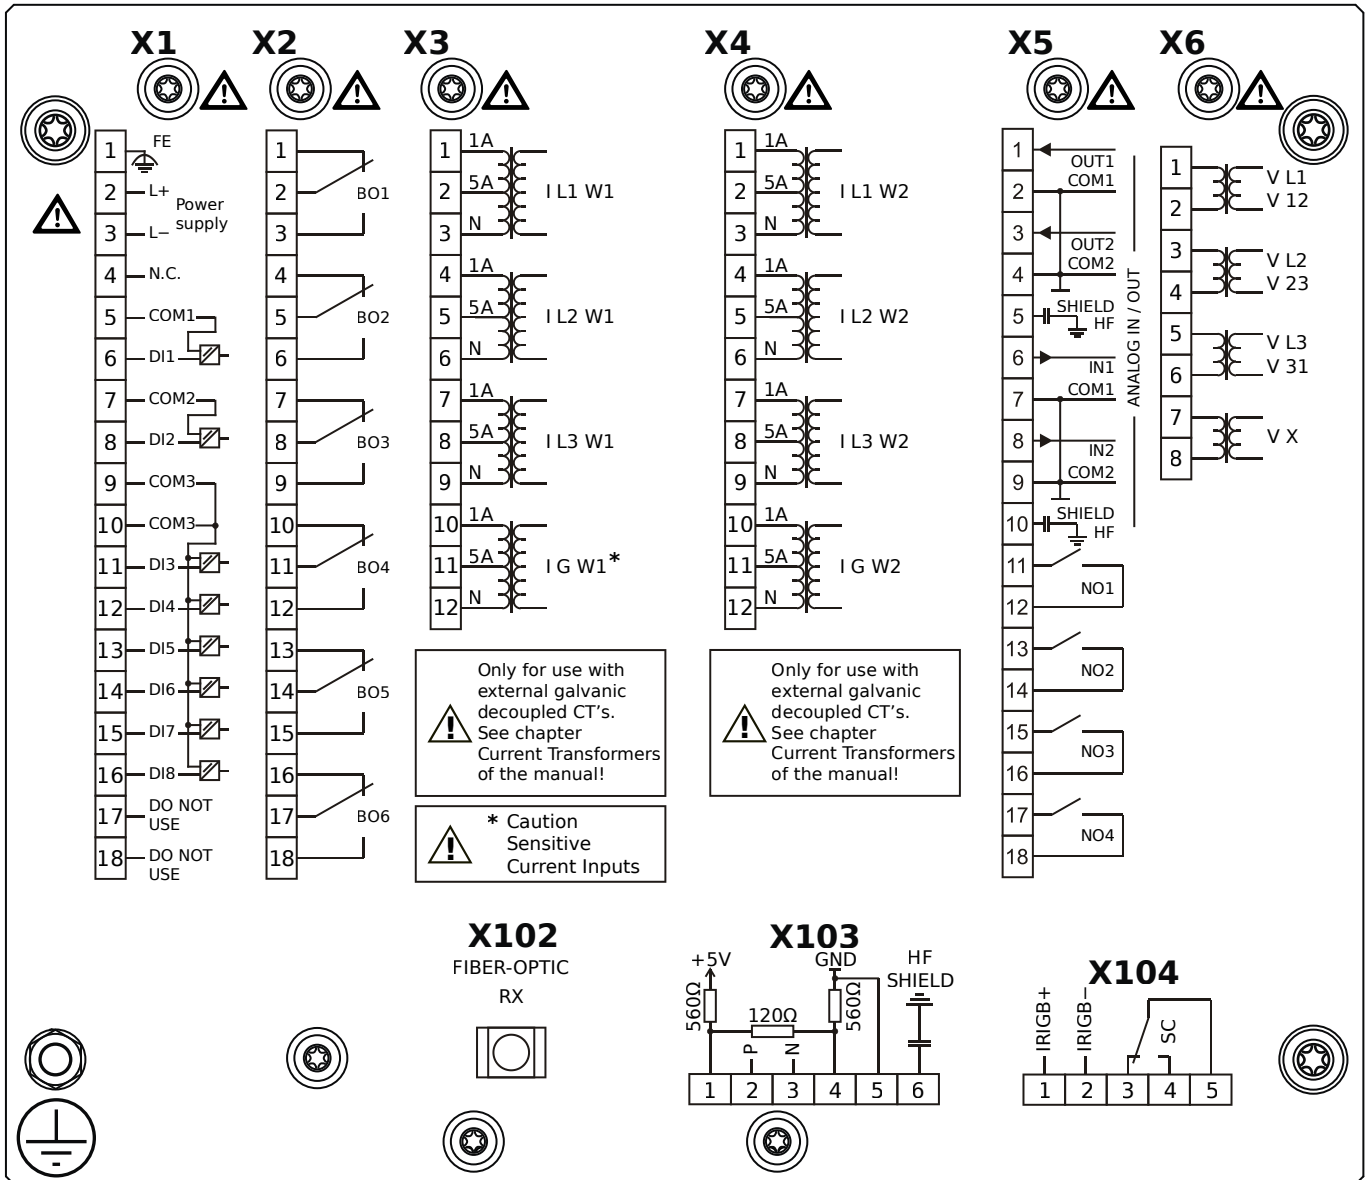 X1
X2
X3
X4
X5
X6
1
FE
2
L+
Power
supply
3
L−
4
N.C.
5
COM1
6
DI1
7
COM2
8
DI2
9
COM3
10
COM3
11
DI3
12
DI4
13
DI5
14
DI6
15
DI7
16
DI8
17
DO NOT
USE
18
DO NOT
USE
1
2
BO1
3
4
5
BO2
6
7
8
BO3
9
10
11
BO4
12
13
14
BO5
15
16
17
BO6
18
1
1A
2
5A
I L1 W1
3
N
4
1A
5
5A
I L2 W1
6
N
7
1A
8
5A
I L3 W1
9
N
10
1A
11
5A
I G W1*
12
N
Only for use with
external galvanic
decoupled CT's.
See chapter
Current Transformers
of the manual!
* Caution
Sensitive
Current Inputs
1
1A
2
5A
I L1 W2
3
N
4
1A
5
5A
I L2 W2
6
N
7
1A
8
5A
I L3 W2
9
N
10
1A
11
5A
I G W2
12
N
Only for use with
external galvanic
decoupled CT's.
See chapter
Current Transformers
of the manual!
1
OUT1
2
COM1
3
OUT2
4
COM2
5
SHIELD
HF
6
IN1
7
COM1
8
IN2
9
COM2
10
SHIELD
HF
ANALOG IN / OUT
11
NO1
12
13
NO2
14
15
NO3
16
17
NO4
18
1
V L1
2
V 12
3
V L2
4
V 23
5
V L3
6
V 31
7
V X
8
X102
FIBER-OPTIC
RX
X103
+5V
GND
HF
SHIELD
560Ω
120Ω
560Ω
P
N
1 2 3 4 5 6
X104
IRIGB+
IRIGB−
SC
1 2 3 4 5